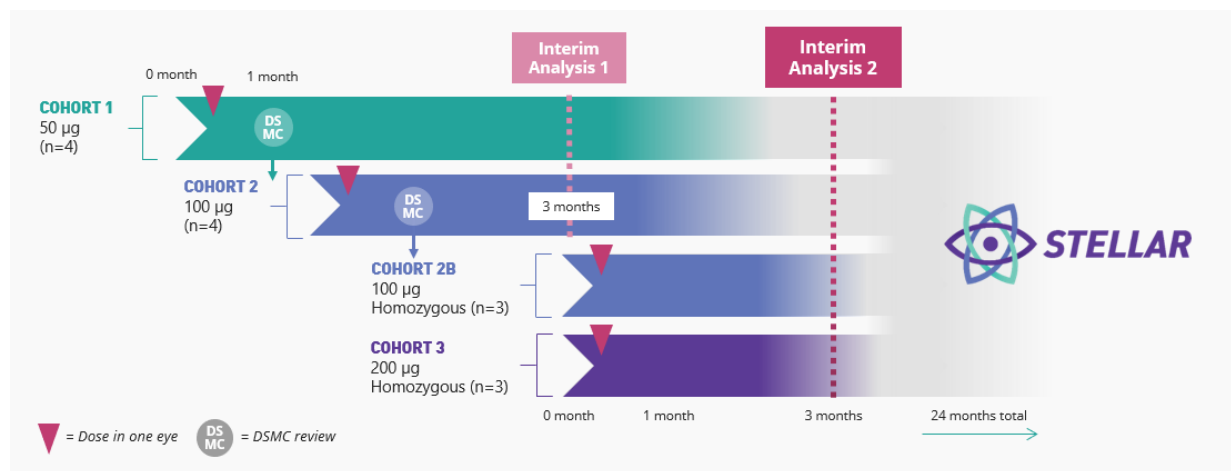 Interim
Analysis 1
Interim
Analysis 2
0 month
1 month
COHORT 1
50 µg
(n=4)
DS
MC
COHORT 2
100 µg
(n=4)
DS
MC
3 months
COHORT 2B
100 µg
Homozygous (n=3)
STELLAR
COHORT 3
200 µg
Homozygous (n=3)
0 month
1 month
3 months
24 months total
= Dose in one eye
DS
MC
= DSMC review